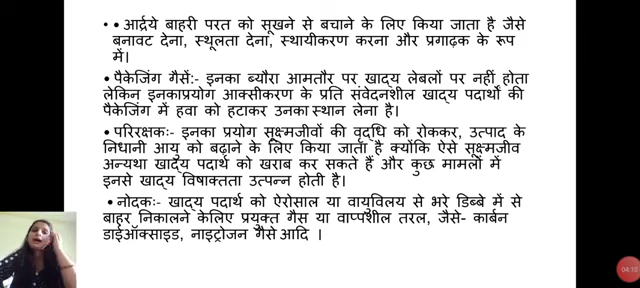 • • आर्द्रये बाहरी परत को सूखने से बचाने के लिए किया जाता है जैसे
बनावट देना, स्थूलता देना, स्थायीकरण करना और प्रगाढ़क के रूप
में।
• पैकेजिंग गैसें:- इनका ब्यौरा आमतौर पर खाद्य लेबलों पर नहीं होता
लेकिन इनकाप्रयोग आक्सीकरण के प्रति संवेदनशील खाद्य पदार्थों की
पैकेजिंग में हवा को हटाकर उनका स्थान लेना है।
• परिरक्षकः- इनका प्रयोग सूक्ष्मजीवों की वृद्धि को रोककर, उत्पाद के
निधानी आयु को बढ़ाने के लिए किया जाता है क्योंकि ऐसे सूक्ष्मजीव
अन्यथा खाद्य पदार्थ को खराब कर सकते हैं और कुछ मामलों में
इनसे खाद्य विषाक्तता उत्पन्न होती है।
• नोदकः- खाद्य पदार्थ को ऐरोसाल या वायुविलय से भरे डिब्बे में से
बाहर निकालने केलिए प्रयुक्त गैस या वाप्पशील तरल, जैसे- कार्बन
डाईऑक्साइड, नाइट्रोजन गैसे आदि ।
04:10